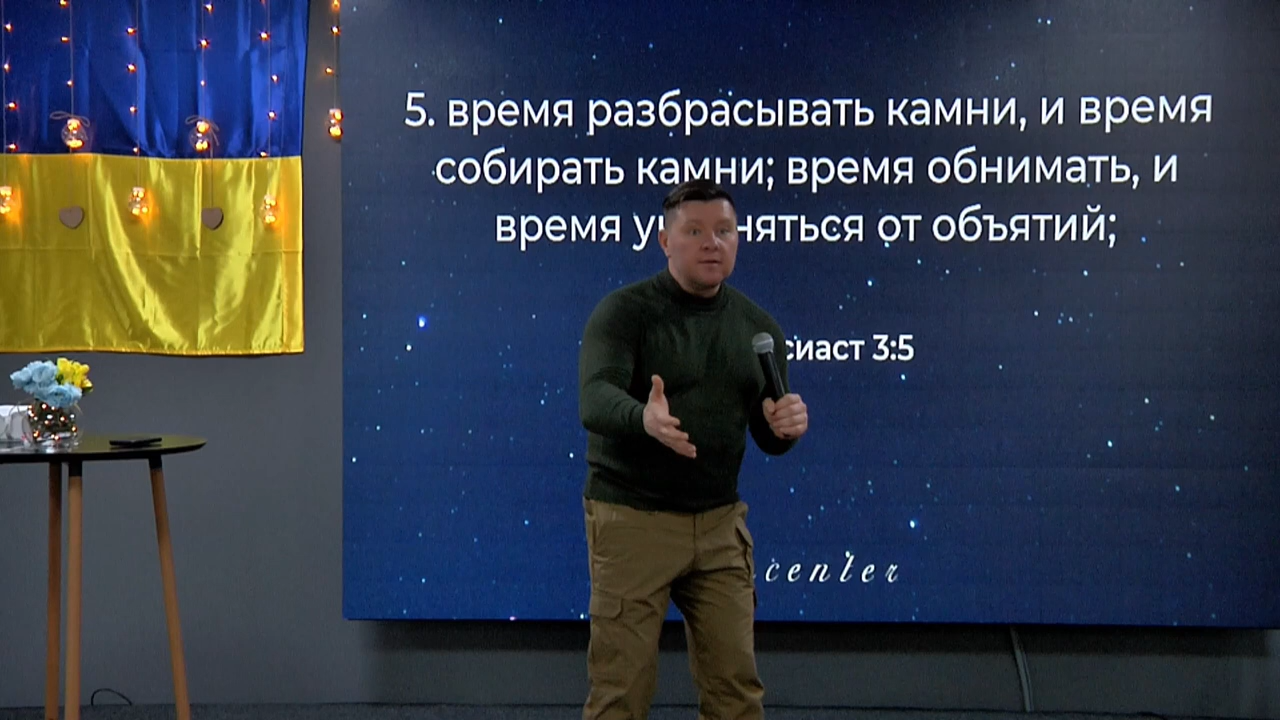 5. время разбрасывать камни, и время
собирать камни; время обнимать, и
время от объятий;
3:5
center